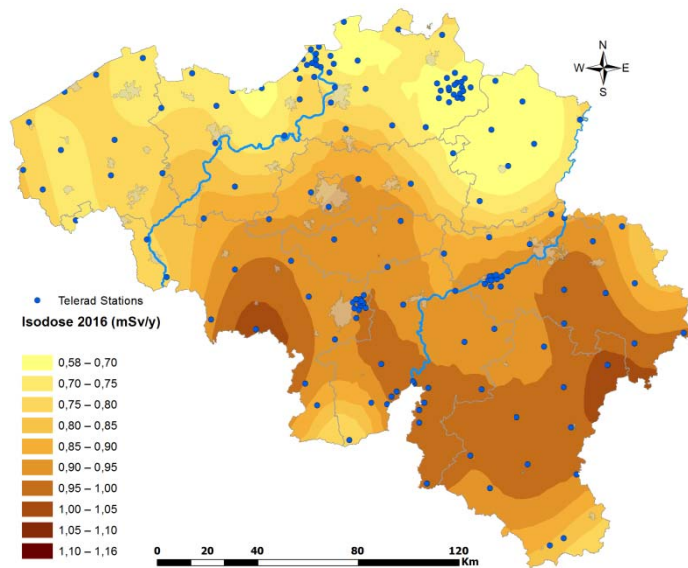 N
W E
S
Telerad Stations
Isodose 2016 (mSv/y)
0,58 – 0,70
0,70 – 0,75
0,75 – 0,80
0,80 – 0,85
0,85 – 0,90
0,90 – 0,95
0,95 – 1,00
1,00 – 1,05
1,05 – 1,10
1,10 – 1,16
0 20 40 80 120
Km